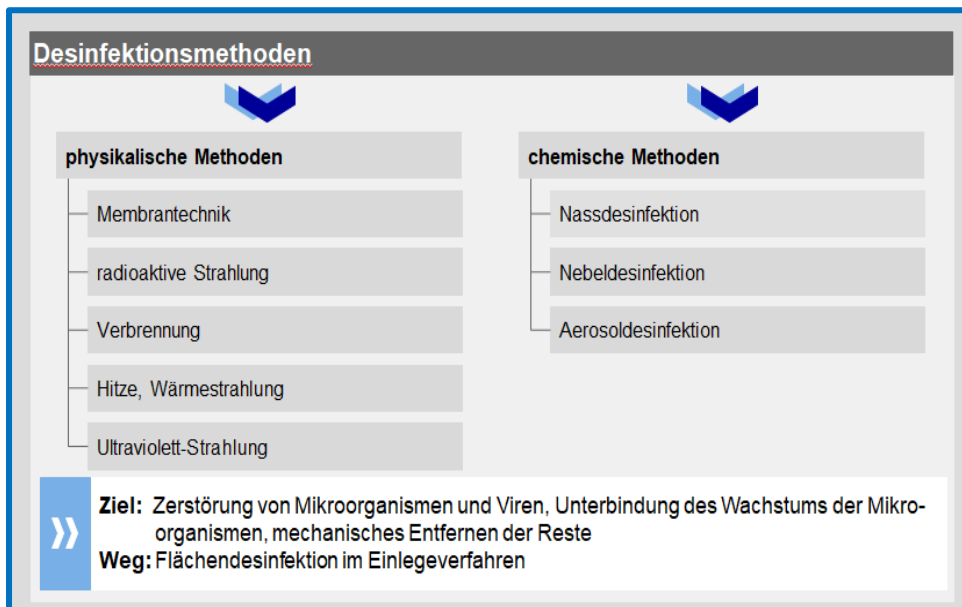 Desinfektionsmethoden
physikalische Methoden
Membrantechnik
radioaktive Strahlung
Verbrennung
Hitze, Wärmestrahlung
Ultraviolett-Strahlung
chemische Methoden
Nassdesinfektion
Nebeldesinfektion
Aerosoldesinfektion
Ziel: Zerstörung von Mikroorganismen und Viren, Unterbindung des Wachstums der Mikro-
organismen, mechanisches Entfernen der Reste
Weg: Flächendesinfektion im Einlegeverfahren